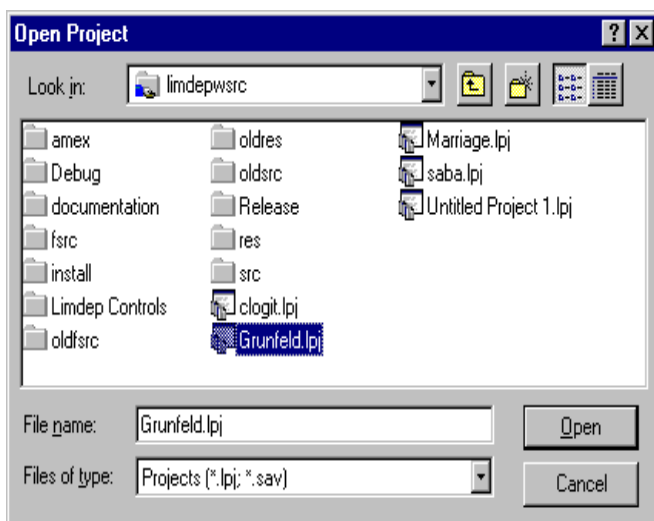 Open Project
Look in: limdepwsrc
amex
Debug
documentation
fsrc
install
Limdep Controls
oldfsrc
oldres
oldsrc
Release
res
src
clogit.lpj
Grunfeld.lpj
Marriage.lpj
saba.lpj
Untitled Project 1.lpj
File name: Grunfeld.lpj
Open
Files of type: Projects (*.lpj; *.sav)
Cancel